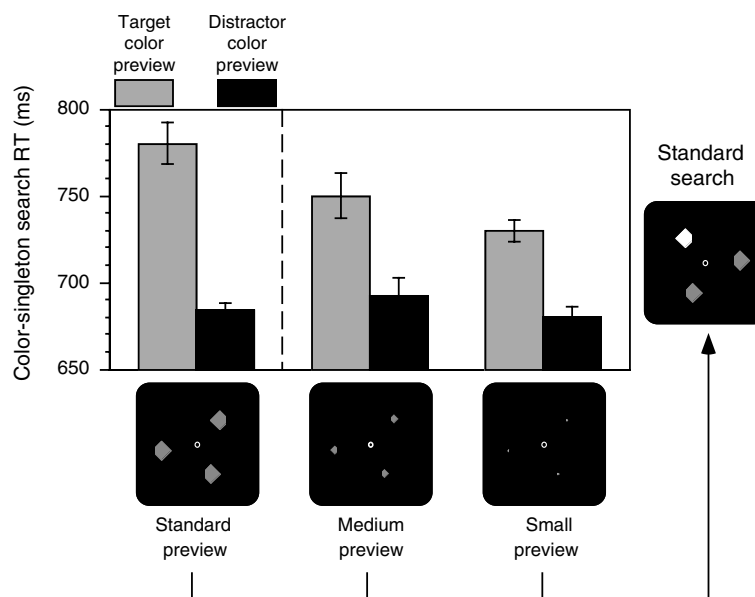 Target
color
preview
Distractor
color
preview
Color-singleton search RT (ms)
800
750
700
650
Standard
search
Standard
preview
Medium
preview
Small
preview